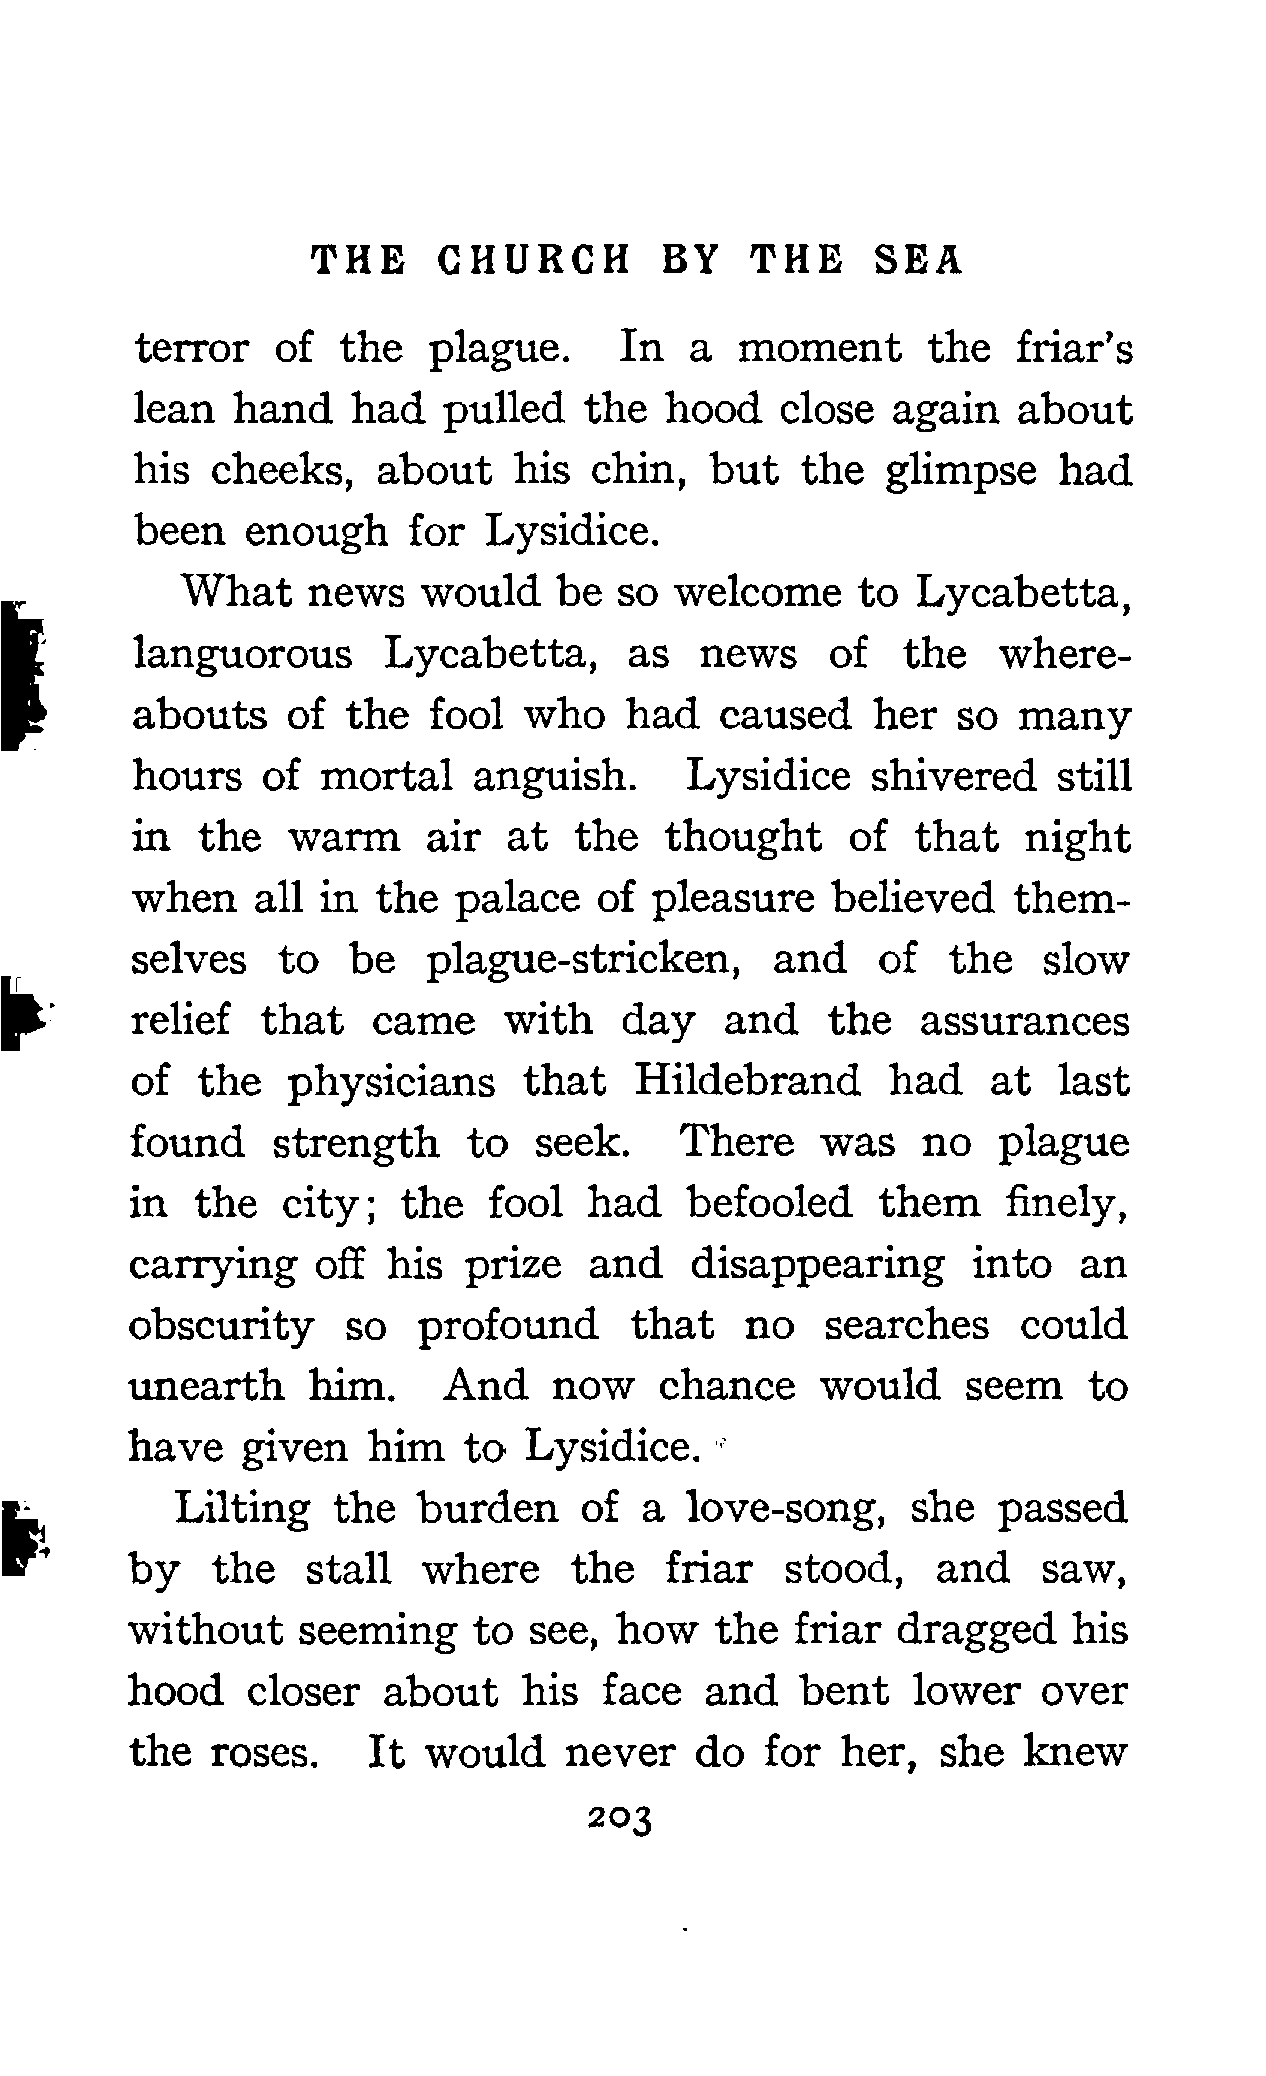 THE CHURCH BY THE SEA
terror of the plague. In a moment the friar's
lean hand had pulled the hood close again about
his cheeks, about his chin, but the glimpse had
been enough for Lysidice.
What news would be so welcome to Lycabetta,
languorous Lycabetta, as news of the where-
abouts of the fool who had caused her so many
hours of mortal anguish. Lysidice shivered still
in the warm air at the thought of that night
when all in the palace of pleasure believed them-
selves to be plague-stricken, and of the slow
relief that came with day and the assurances
of the physicians that Hildebrand had at last
found strength to seek. There was no plague
in the city; the fool had befooled them finely,
carrying off his prize and disappearing into an
obscurity so profound that no searches could
unearth him. And now chance would seem to
have given him to Lysidice.
Lilting the burden of a love-song, she passed
by the stall where the friar stood, and saw,
without seeming to see, how the friar dragged his
hood closer about his face and bent lower over
the roses. It would never do for her, she knew
203